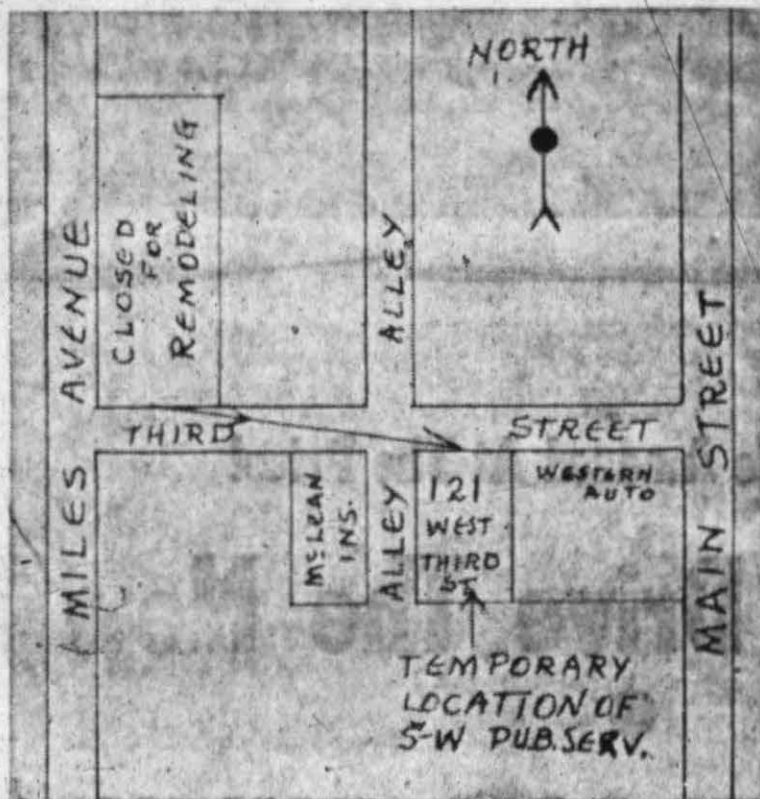 NORTH
CLOSED
FOR
REMODELING
ALLEY
MILES AVENUE
MAIN STREET
THIRD STREET
McLEAN
INS.
ALLEY
121
WEST
THIRD
ST.
WESTERN
AUTO
TEMPORARY
LOCATION OF
S-W PUB. SERV.